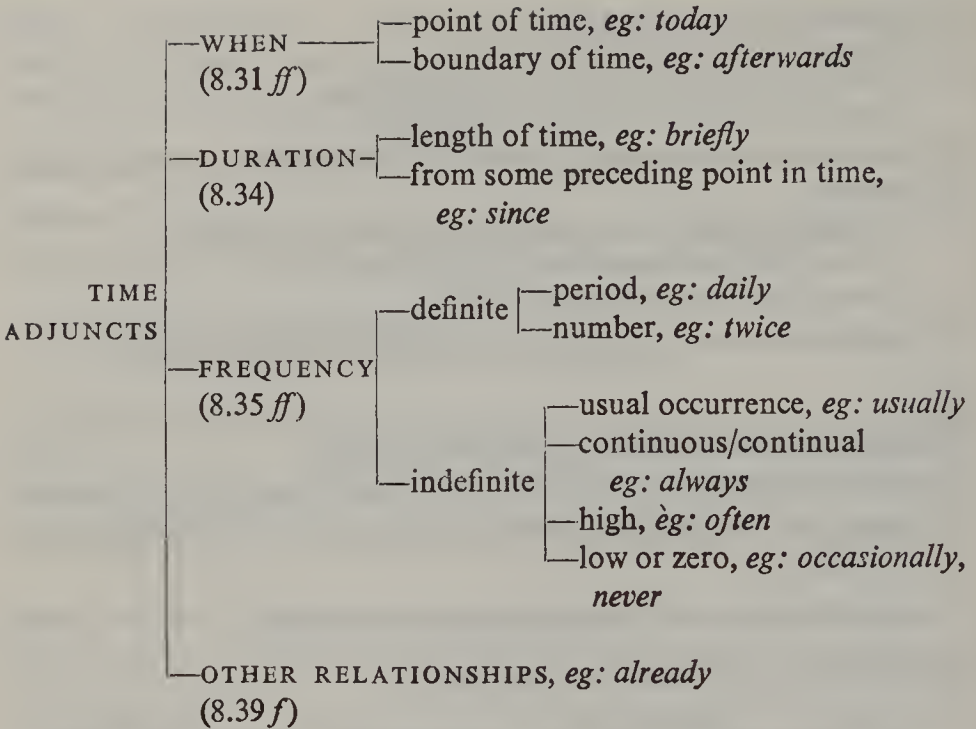 WHEN
(8.31 ff)
point of time, eg: today
boundary of time, eg: afterwards
DURATION
(8.34)
length of time, eg: briefly
from some preceding point in time,
eg: since
TIME
ADJUNCTS
FREQUENCY
(8.35 ff)
definite
period, eg: daily
number, eg: twice
indefinite
usual occurrence, eg: usually
continuous/continual
eg: always
high, èg: often
low or zero, eg: occasionally,
never
OTHER RELATIONSHIPS, eg: already
(8.39 f)